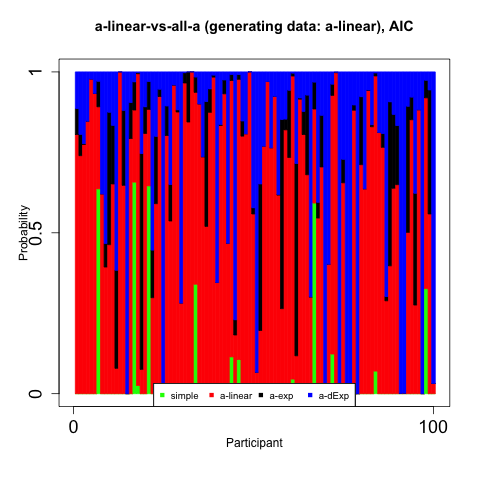 a-linear-vs-all-a (generating data: a-linear), AIC
Probability
1
0.5
0
simple a-linear a-exp a-dExp
0 100
Participant